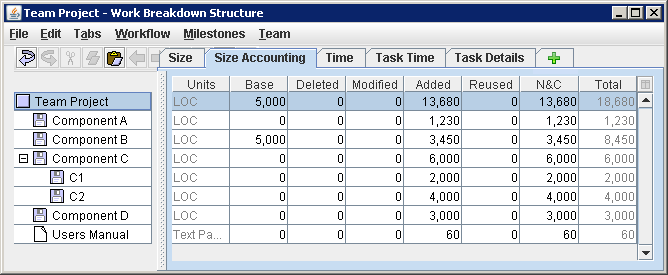 Team Project - Work Breakdown Structure
File Edit Tabs Workflow Milestones Team
Size Size Accounting Time Task Time Task Details
Units Base Deleted Modified Added Reused N&C Total
Team Project LOC 5,000 0 0 13,680 0 13,680 18,680
Component A LOC 0 0 0 1,230 0 1,230 1,230
Component B LOC 5,000 0 0 3,450 0 3,450 8,450
Component C LOC 0 0 0 6,000 0 6,000 6,000
C1 LOC 0 0 0 2,000 0 2,000 2,000
C2 LOC 0 0 0 4,000 0 4,000 4,000
Component D LOC 0 0 0 3,000 0 3,000 3,000
Users Manual Text Pa... 0 0 0 60 0 60 60